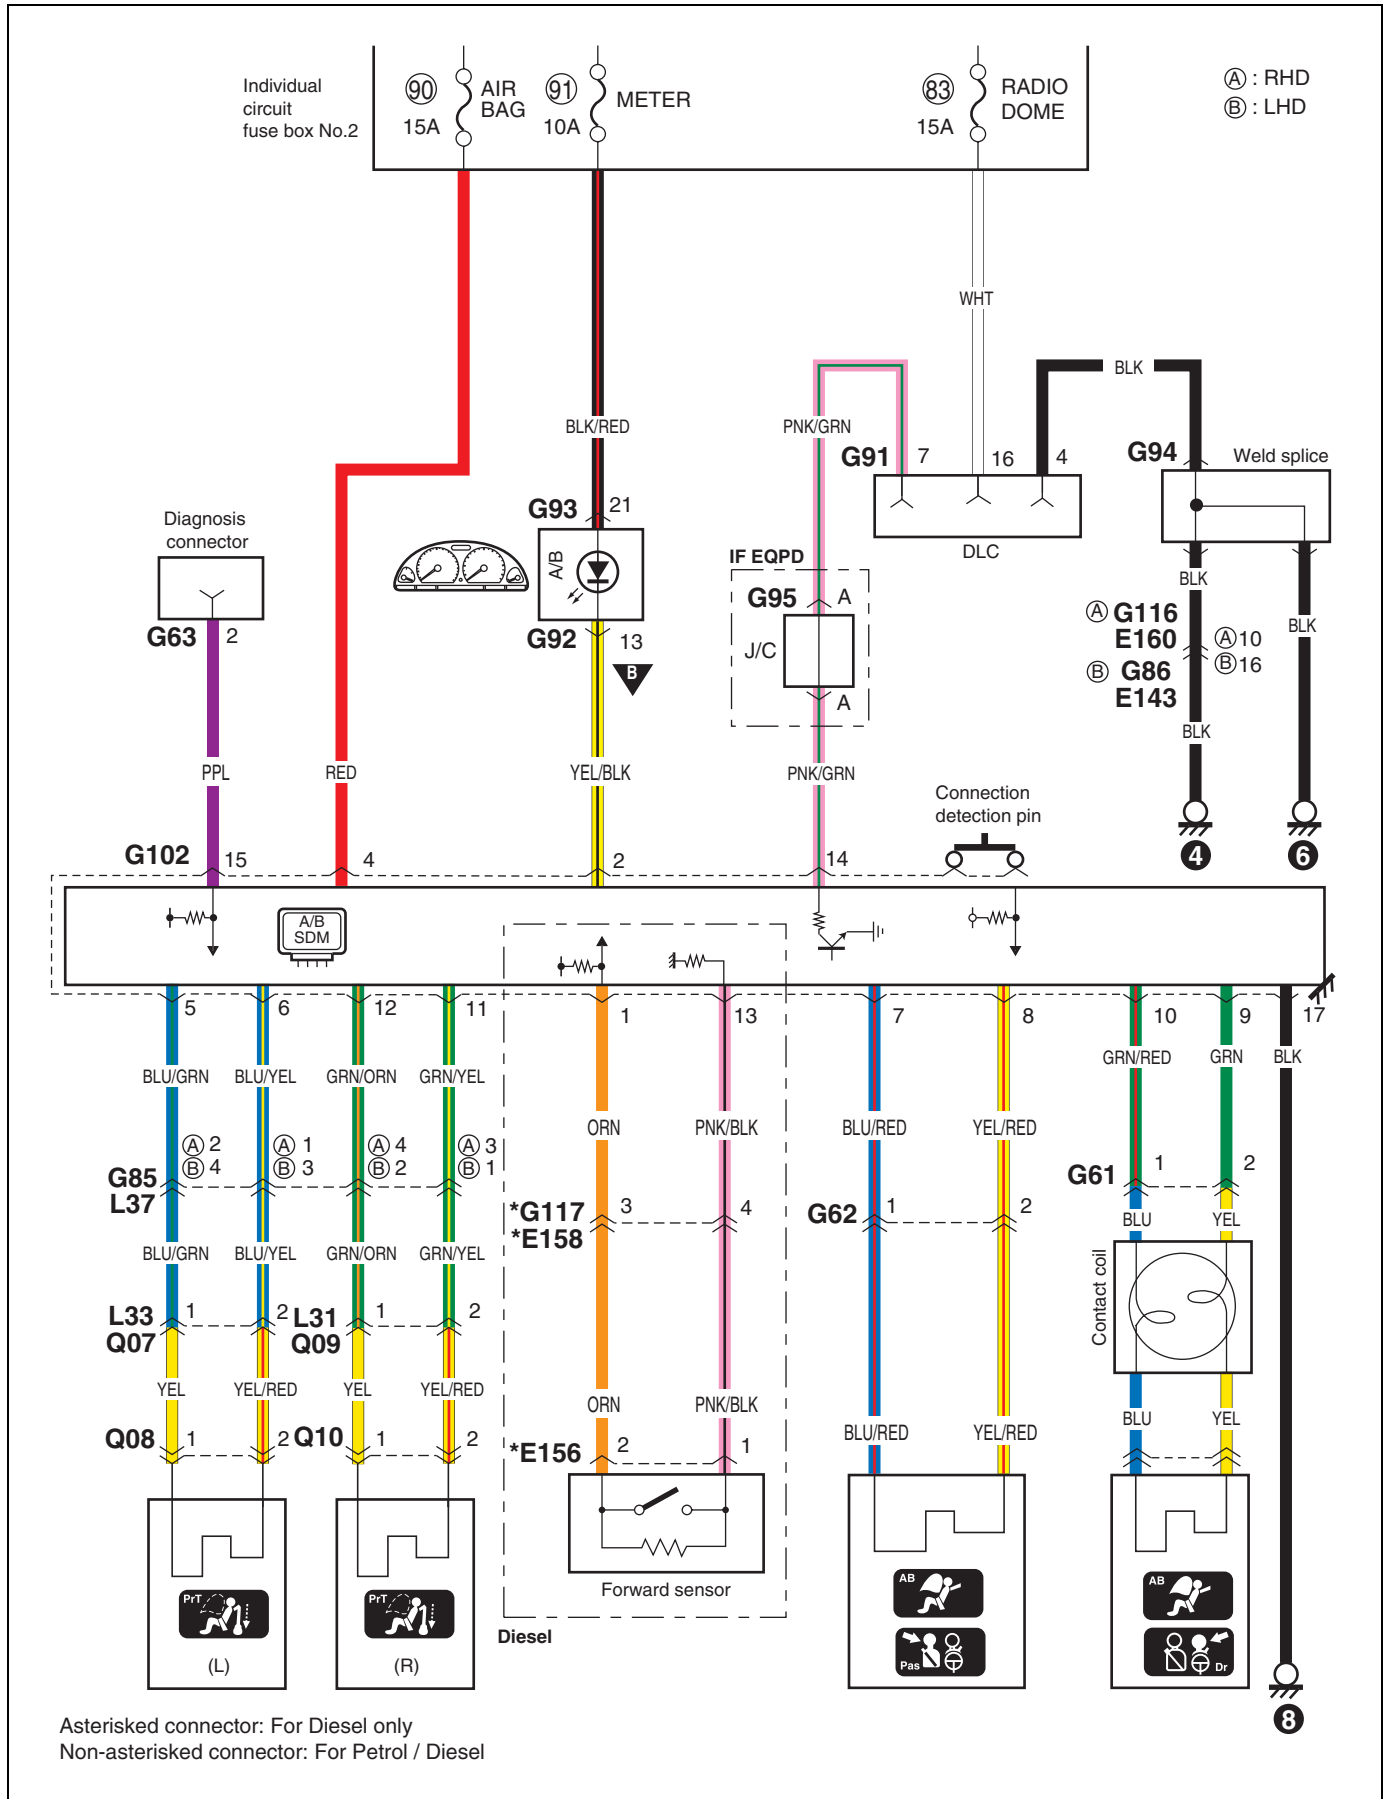 Individual
circuit
fuse box No.2
90
15A
AIR
BAG
91
10A
METER
83
15A
RADIO
DOME
A : RHD
B : LHD
WHT
BLK
BLK/RED
PNK/GRN
G91
7
16
4
G94
Weld splice
DLC
G93
21
A/B
G92
13
B
Diagnosis
connector
G63
2
IF EQPD
G95
A
J/C
A
BLK
A G116
E160
A 10
B 16
B G86
E143
BLK
BLK
PPL
RED
YEL/BLK
PNK/GRN
Connection
detection pin
4
6
G102
15
4
2
14
A/B
SDM
5
6
12
11
1
13
7
8
10
9
17
BLU/GRN
BLU/YEL
GRN/ORN
GRN/YEL
GRN/RED
GRN
BLK
ORN
PNK/BLK
BLU/RED
YEL/RED
A 2
B 4
A 1
B 3
A 4
B 2
A 3
B 1
G85
L37
*G117
*E158
3
4
G62
1
2
G61
1
2
BLU
YEL
BLU/GRN
BLU/YEL
GRN/ORN
GRN/YEL
Contact coil
L33
Q07
1
2
L31
Q09
1
2
YEL
YEL/RED
YEL
YEL/RED
ORN
PNK/BLK
BLU/RED
YEL/RED
BLU
YEL
Q08
1
2
Q10
1
2
*E156
2
1
Forward sensor
Diesel
PrT
(L)
PrT
(R)
AB
Pas
AB
Dr
8
Asterisked connector: For Diesel only
Non-asterisked connector: For Petrol / Diesel